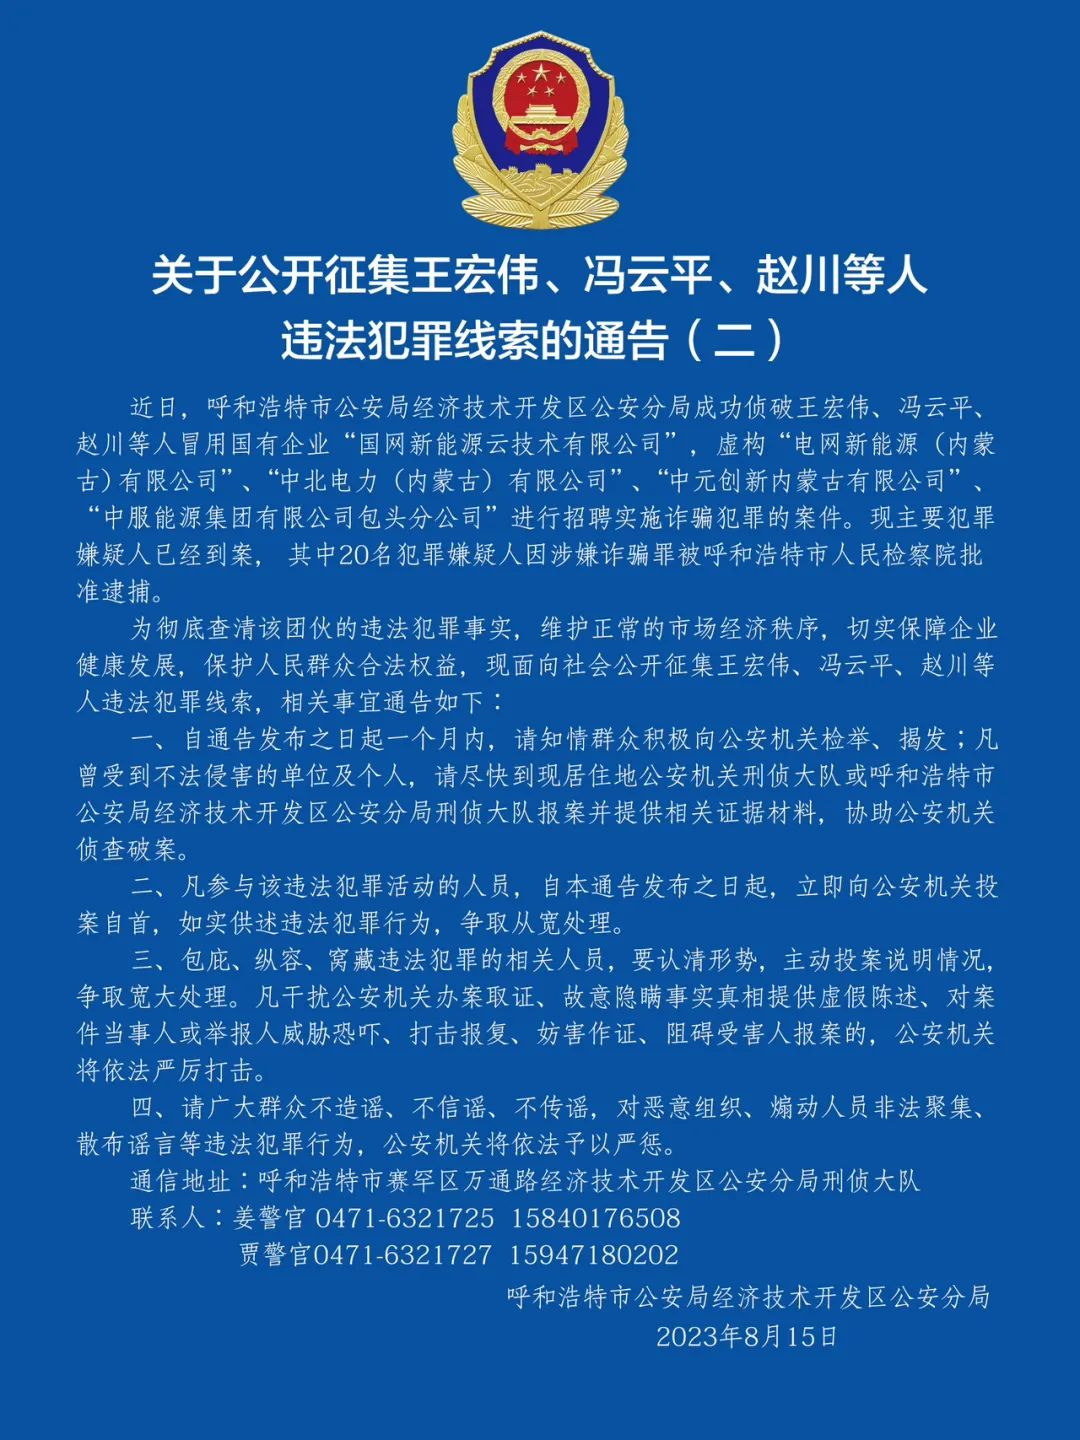 关于公开征集王宏伟、冯云平、赵川等人
违法犯罪线索的通告（二）
近日，呼和浩特市公安局经济技术开发区公安分局成功侦破王宏伟、冯云平、
赵川等人冒用国有企业“国网新能源云技术有限公司”，虚构“电网新能源（内蒙
古)有限公司”、“中北电力（内蒙古）有限公司”、“中元创新内蒙古有限公司”、
“中服能源集团有限公司包头分公司”进行招聘实施诈骗犯罪的案件。现主要犯罪
嫌疑人已经到案， 其中20名犯罪嫌疑人因涉嫌诈骗罪被呼和浩特市人民检察院批
准逮捕。
为彻底查清该团伙的违法犯罪事实，维护正常的市场经济秩序，切实保障企业
健康发展，保护人民群众合法权益，现面向社会公开征集王宏伟、冯云平、赵川等
人违法犯罪线索，相关事宜通告如下：
一、自通告发布之日起一个月内，请知情群众积极向公安机关检举、揭发；凡
曾受到不法侵害的单位及个人，请尽快到现居住地公安机关刑侦大队或呼和浩特市
公安局经济技术开发区公安分局刑侦大队报案并提供相关证据材料，协助公安机关
侦查破案。
二、凡参与该违法犯罪活动的人员，自本通告发布之日起，立即向公安机关投
案自首，如实供述违法犯罪行为，争取从宽处理。
三、包庇、纵容、窝藏违法犯罪的相关人员，要认清形势，主动投案说明情况，
争取宽大处理。凡干扰公安机关办案取证、故意隐瞒事实真相提供虚假陈述、对案
件当事人或举报人威胁恐吓、打击报复、妨害作证、阻碍受害人报案的，公安机关
将依法严厉打击。
四、请广大群众不造谣、不信谣、不传谣，对恶意组织、煽动人员非法聚集、
散布谣言等违法犯罪行为，公安机关将依法予以严惩。
通信地址：呼和浩特市赛罕区万通路经济技术开发区公安分局刑侦大队
联系人：姜警官 0471-6321725 15840176508
贾警官0471-6321727 15947180202
呼和浩特市公安局经济技术开发区公安分局
2023年8月15日